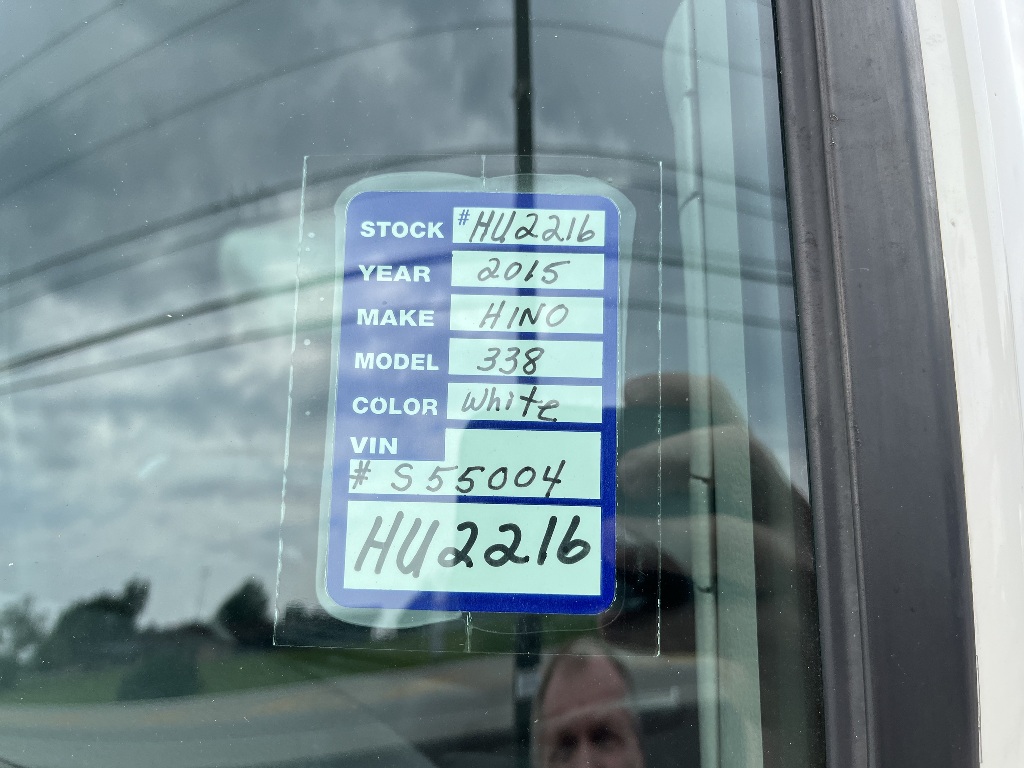 STOCK #HU2216
YEAR 2015
MAKE HINO
MODEL 338
COLOR White
VIN
# S55004
HU2216